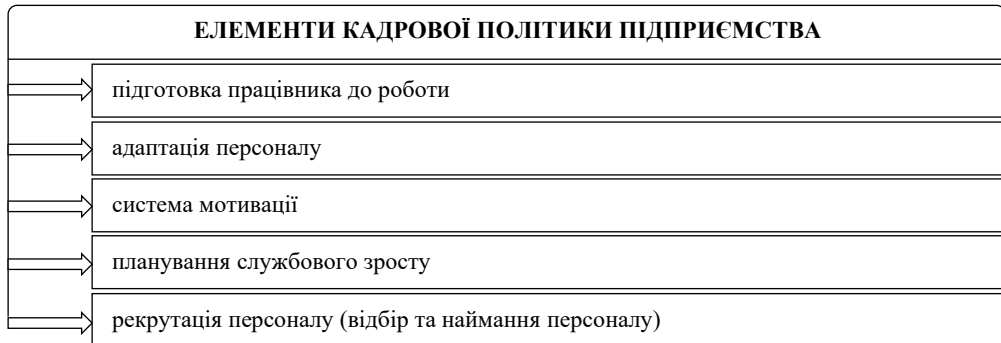 ЕЛЕМЕНТИ КАДРОВОЇ ПОЛІТИКИ ПІДПРИЄМСТВА
підготовка працівника до роботи
адаптація персоналу
система мотивації
планування службового зросту
рекрутація персоналу (відбір та наймання персоналу)